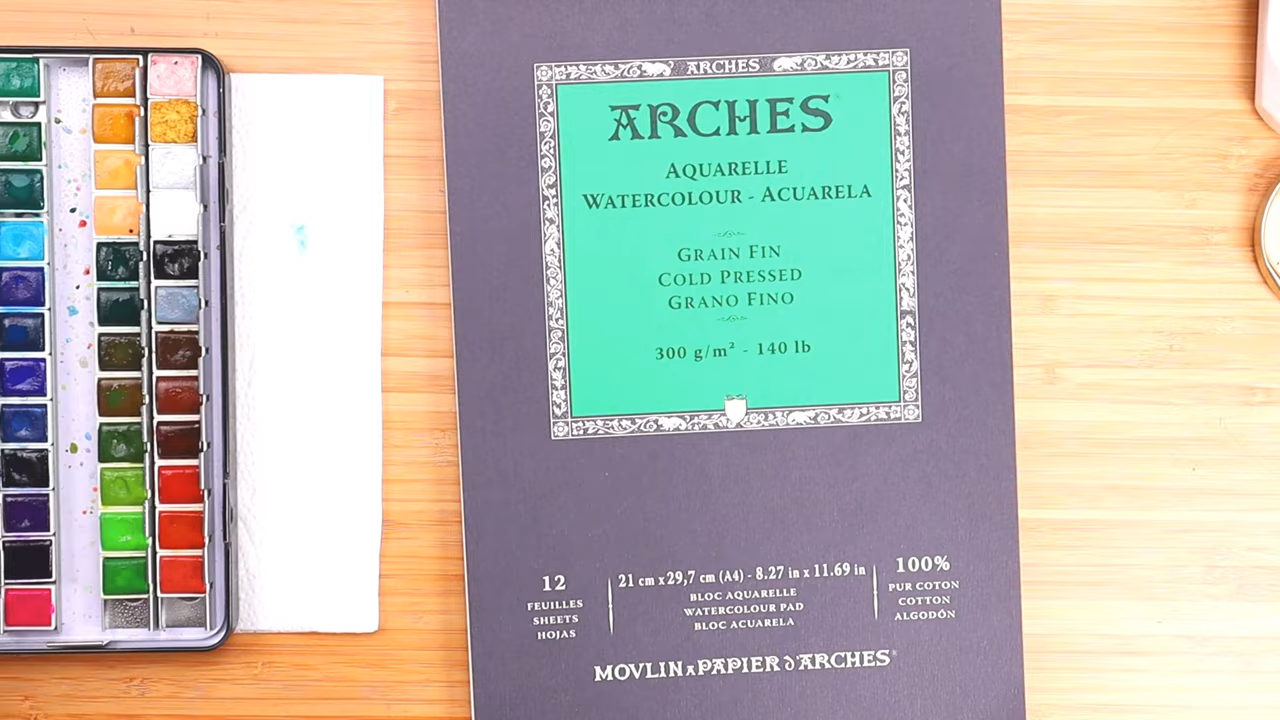 ARCHES
ARCHES
AQUARELLE
WATERCOLOUR - ACUARELA
GRAIN FIN
COLD PRESSED
GRANO FINO
300 g/m² - 140 lb
12
FEUILLES
SHEETS
HOJAS
21 cm x 29,7 cm (A4) - 8.27 in x 11.69 in
BLOC AQUARELLE
WATERCOLOUR PAD
BLOC ACUARELA
100%
PUR COTON
COTTON
ALGODÓN
MOVLIN A PAPIER D'ARCHES®